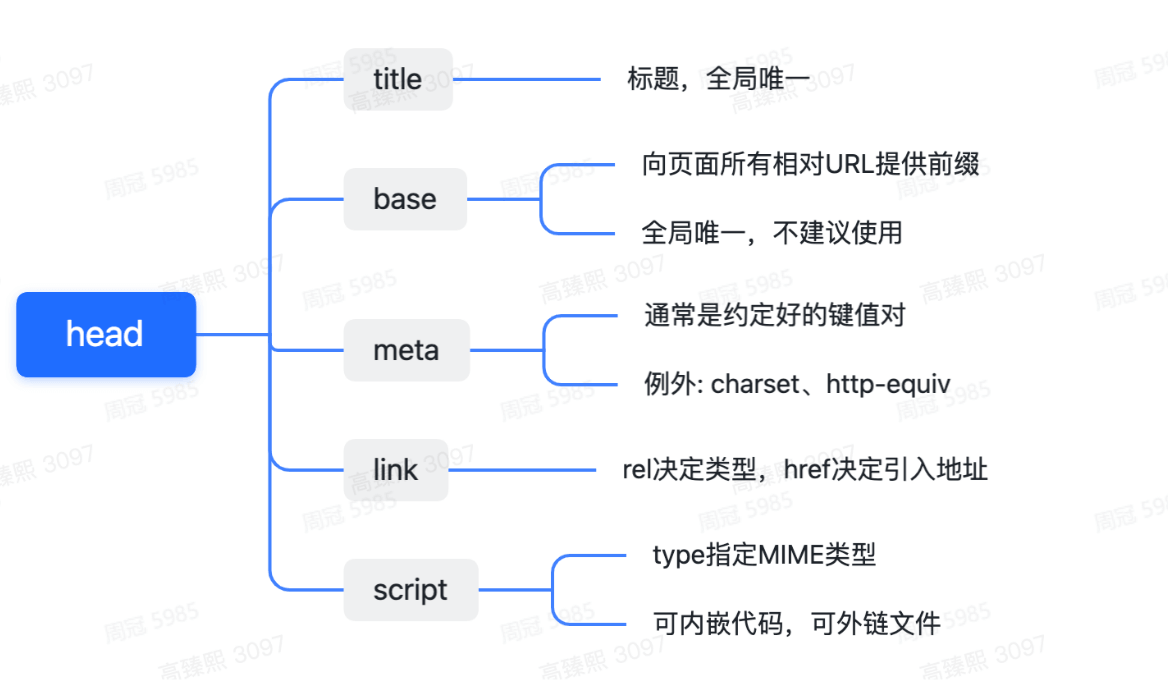 title
标题，全局唯一
向页面所有相对URL提供前缀
base
全局唯一，不建议使用
head
通常是约定好的键值对
meta
例外: charset、http-equiv
link
rel决定类型，href决定引入地址
type指定MIME类型
script
可内嵌代码，可外链文件
周冠 5985
高臻熙 3097